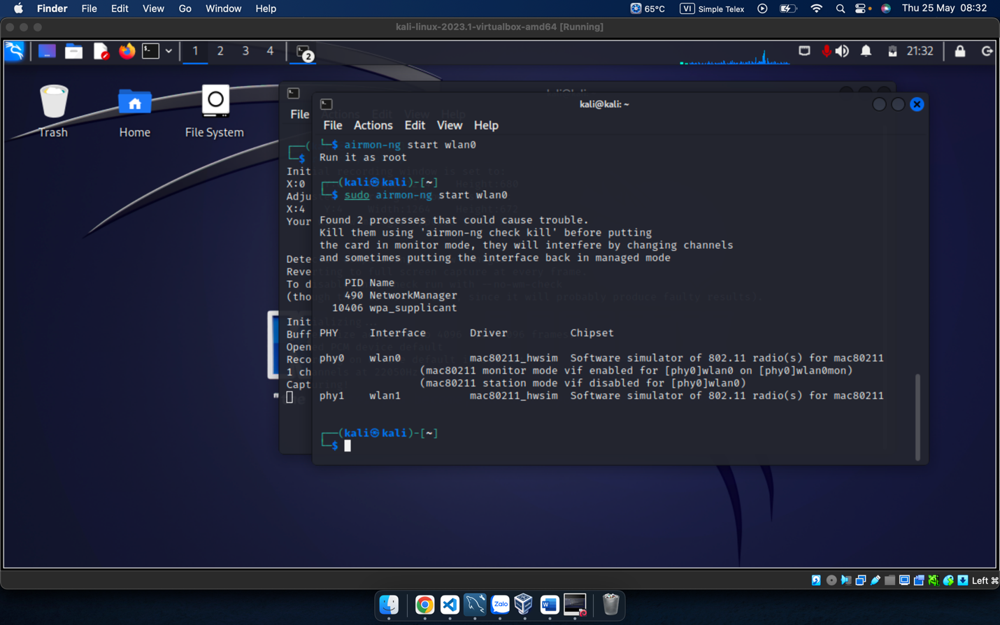 Finder File Edit View Go Window Help 65°C VI Simple Telex Thu 25 May 08:32
kali-linux-2023.1-virtualbox-amd64 [Running]
1 2 3 4 2 21:32
Trash
Home
File System
File Actions Edit View Help
Init
X:0
Adju
X:4
Your
Dete
Reve
To d
(thou
Init
Buff
Open
Reco
1 ch
Capt
kali@kali: ~
File Actions Edit View Help
└─$ airmon-ng start wlan0
Run it as root
┌──(kali㉿kali)-[~]
└─$ sudo airmon-ng start wlan0
Found 2 processes that could cause trouble.
Kill them using 'airmon-ng check kill' before putting
the card in monitor mode, they will interfere by changing channels
and sometimes putting the interface back in managed mode
PID Name
490 NetworkManager
10406 wpa_supplicant
PHY Interface Driver Chipset
phy0 wlan0 mac80211_hwsim Software simulator of 802.11 radio(s) for mac80211
(mac80211 monitor mode vif enabled for [phy0]wlan0 on [phy0]wlan0mon)
(mac80211 station mode vif disabled for [phy0]wlan0)
phy1 wlan1 mac80211_hwsim Software simulator of 802.11 radio(s) for mac80211
┌──(kali㉿kali)-[~]
└─$
Left ⌘
Zalo